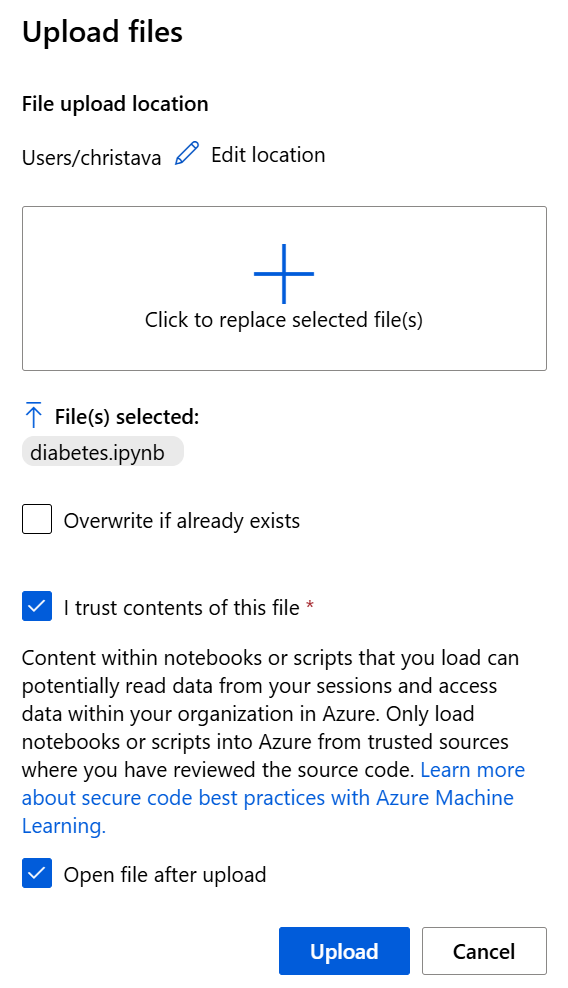 Upload files
File upload location
Users/christava Edit location
Click to replace selected file(s)
File(s) selected:
diabetes.ipynb
Overwrite if already exists
I trust contents of this file *
Content within notebooks or scripts that you load can
potentially read data from your sessions and access
data within your organization in Azure. Only load
notebooks or scripts into Azure from trusted sources
where you have reviewed the source code. Learn more
about secure code best practices with Azure Machine
Learning.
Open file after upload
Upload Cancel